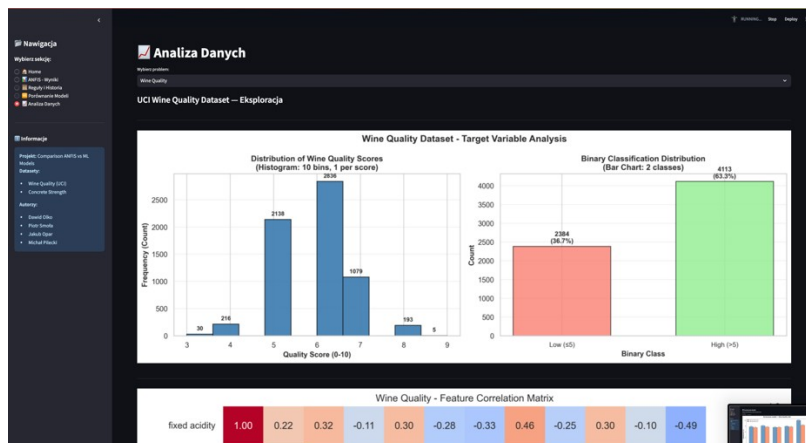 RUNNING...
Stop
Deploy
Nawigacja
Wybierz sekcję:
Home
ANFIS - Wyniki
Reguły i Historia
Porównanie Modeli
Analiza Danych
Informacje
Projekt: Comparison ANFIS vs ML
Models
Datasety:
Wine Quality (UCI)
Concrete Strength
Autorzy:
Dawid Olko
Piotr Smoła
Jakub Opar
Michał Pilecki
Analiza Danych
Wybierz problem:
Wine Quality
UCI Wine Quality Dataset — Eksploracja
Wine Quality Dataset - Target Variable Analysis
Distribution of Wine Quality Scores
(Histogram: 10 bins, 1 per score)
Frequency (Count)
2500
2000
1500
1000
500
0
30
216
2138
2836
1079
193
5
3 4 5 6 7 8 9
Quality Score (0-10)
Binary Classification Distribution
(Bar Chart: 2 classes)
Count
4000
3500
3000
2500
2000
1500
1000
500
0
2384
(36.7%)
4113
(63.3%)
Low (≤5)
High (>5)
Binary Class
Wine Quality - Feature Correlation Matrix
fixed acidity 1.00 0.22 0.32 -0.11 0.30 -0.28 -0.33 0.46 -0.25 0.30 -0.10 -0.49